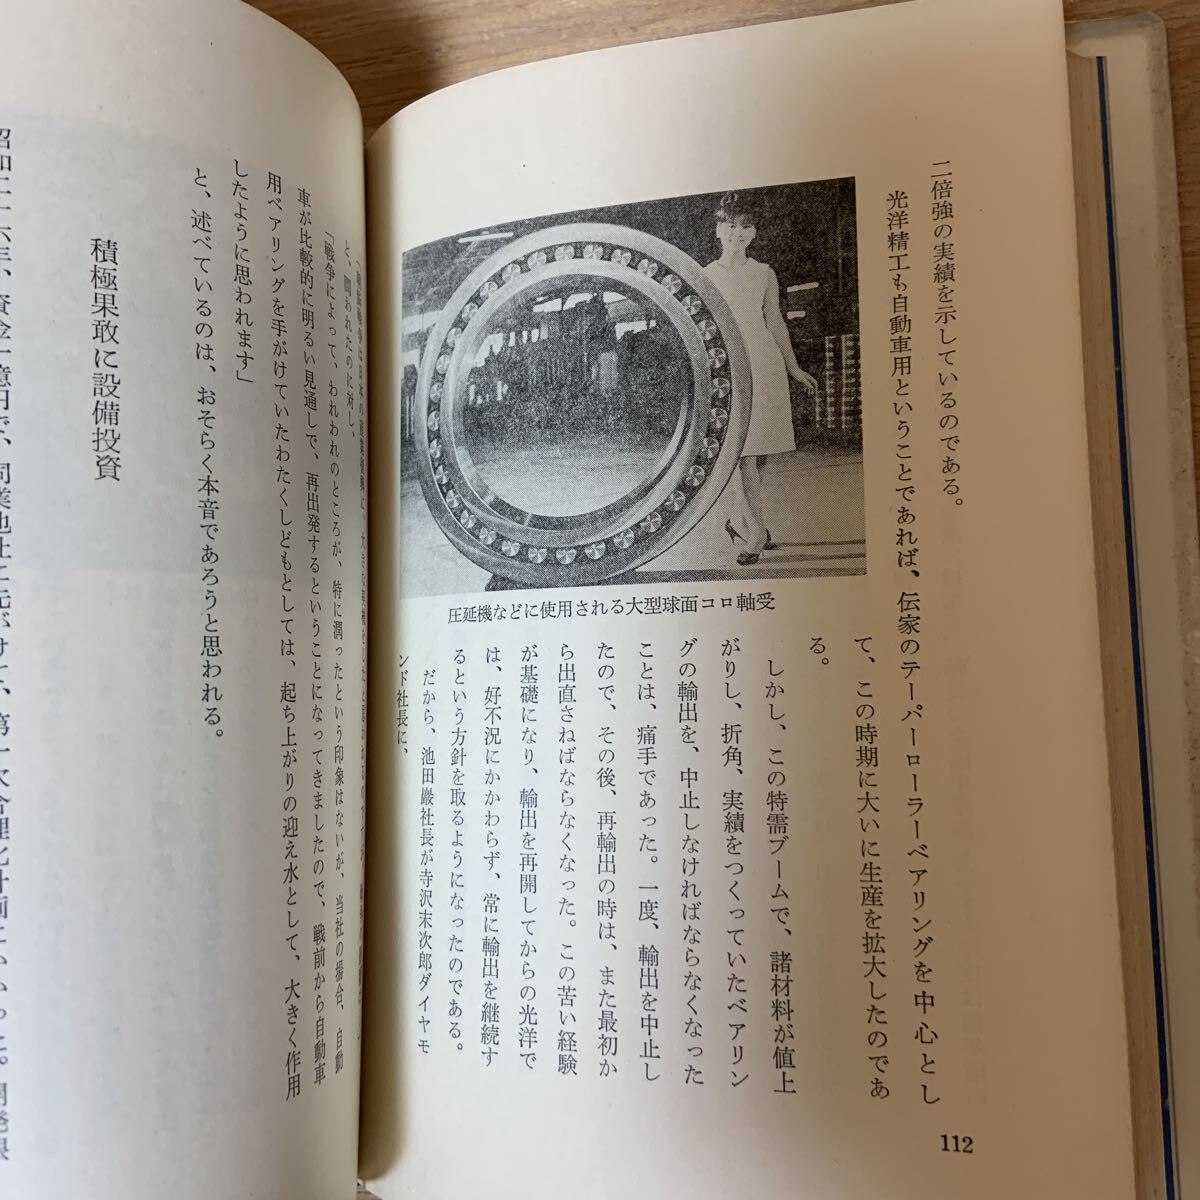 二倍強の実績を示しているのである。
光洋精工も自動車用ということであれば、伝家のテーパーローラーベアリングを中心とし
て、この時期に大いに生産を拡大したのであ
る。
しかし、この特需ブームで、諸材料が値上
がりし、折角、実績をつくっていたベアリン
グの輸出を、中止しなければならなくなった
ことは、痛手であった。一度、輸出を中止し
たので、その後、再輸出の時は、また最初か
ら出直さねばならなくなった。この苦い経験
が基礎になり、輸出を再開してからの光洋で
は、好不況にかかわらず、常に輸出を継続す
るという方針を取るようになったのである。
だから、池田巌社長が寺沢末次郎ダイヤモ
ンド社長に、
圧延機などに使用される大型球面コロ軸受
112
と、問われたのに対し、
「戦争によって、われわれのところが、特に潤ったという印象はないが、当社の場合、自動
車が比較的に明るい見通しで、再出発するということになってきましたので、戦前から自動車
用ベアリングを手がけていたわたくしどもとしては、起ち上がりの迎え水として、大きく作用
したように思われます」
と、述べているのは、おそらく本音であろうと思われる。
積極果敢に設備投資